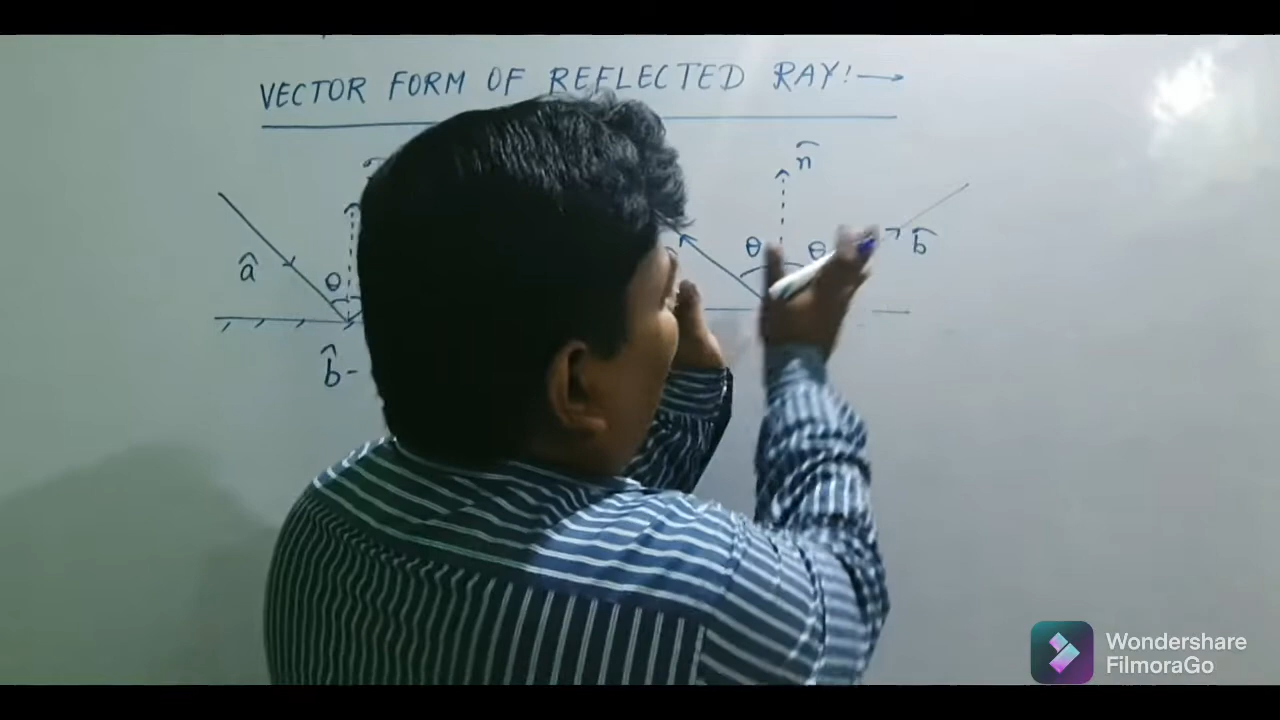 VECTOR FORM OF REFLECTED RAY!→
n̂
θ θ
b̂
â
θ
b̂ -
Wondershare
FilmoraGo